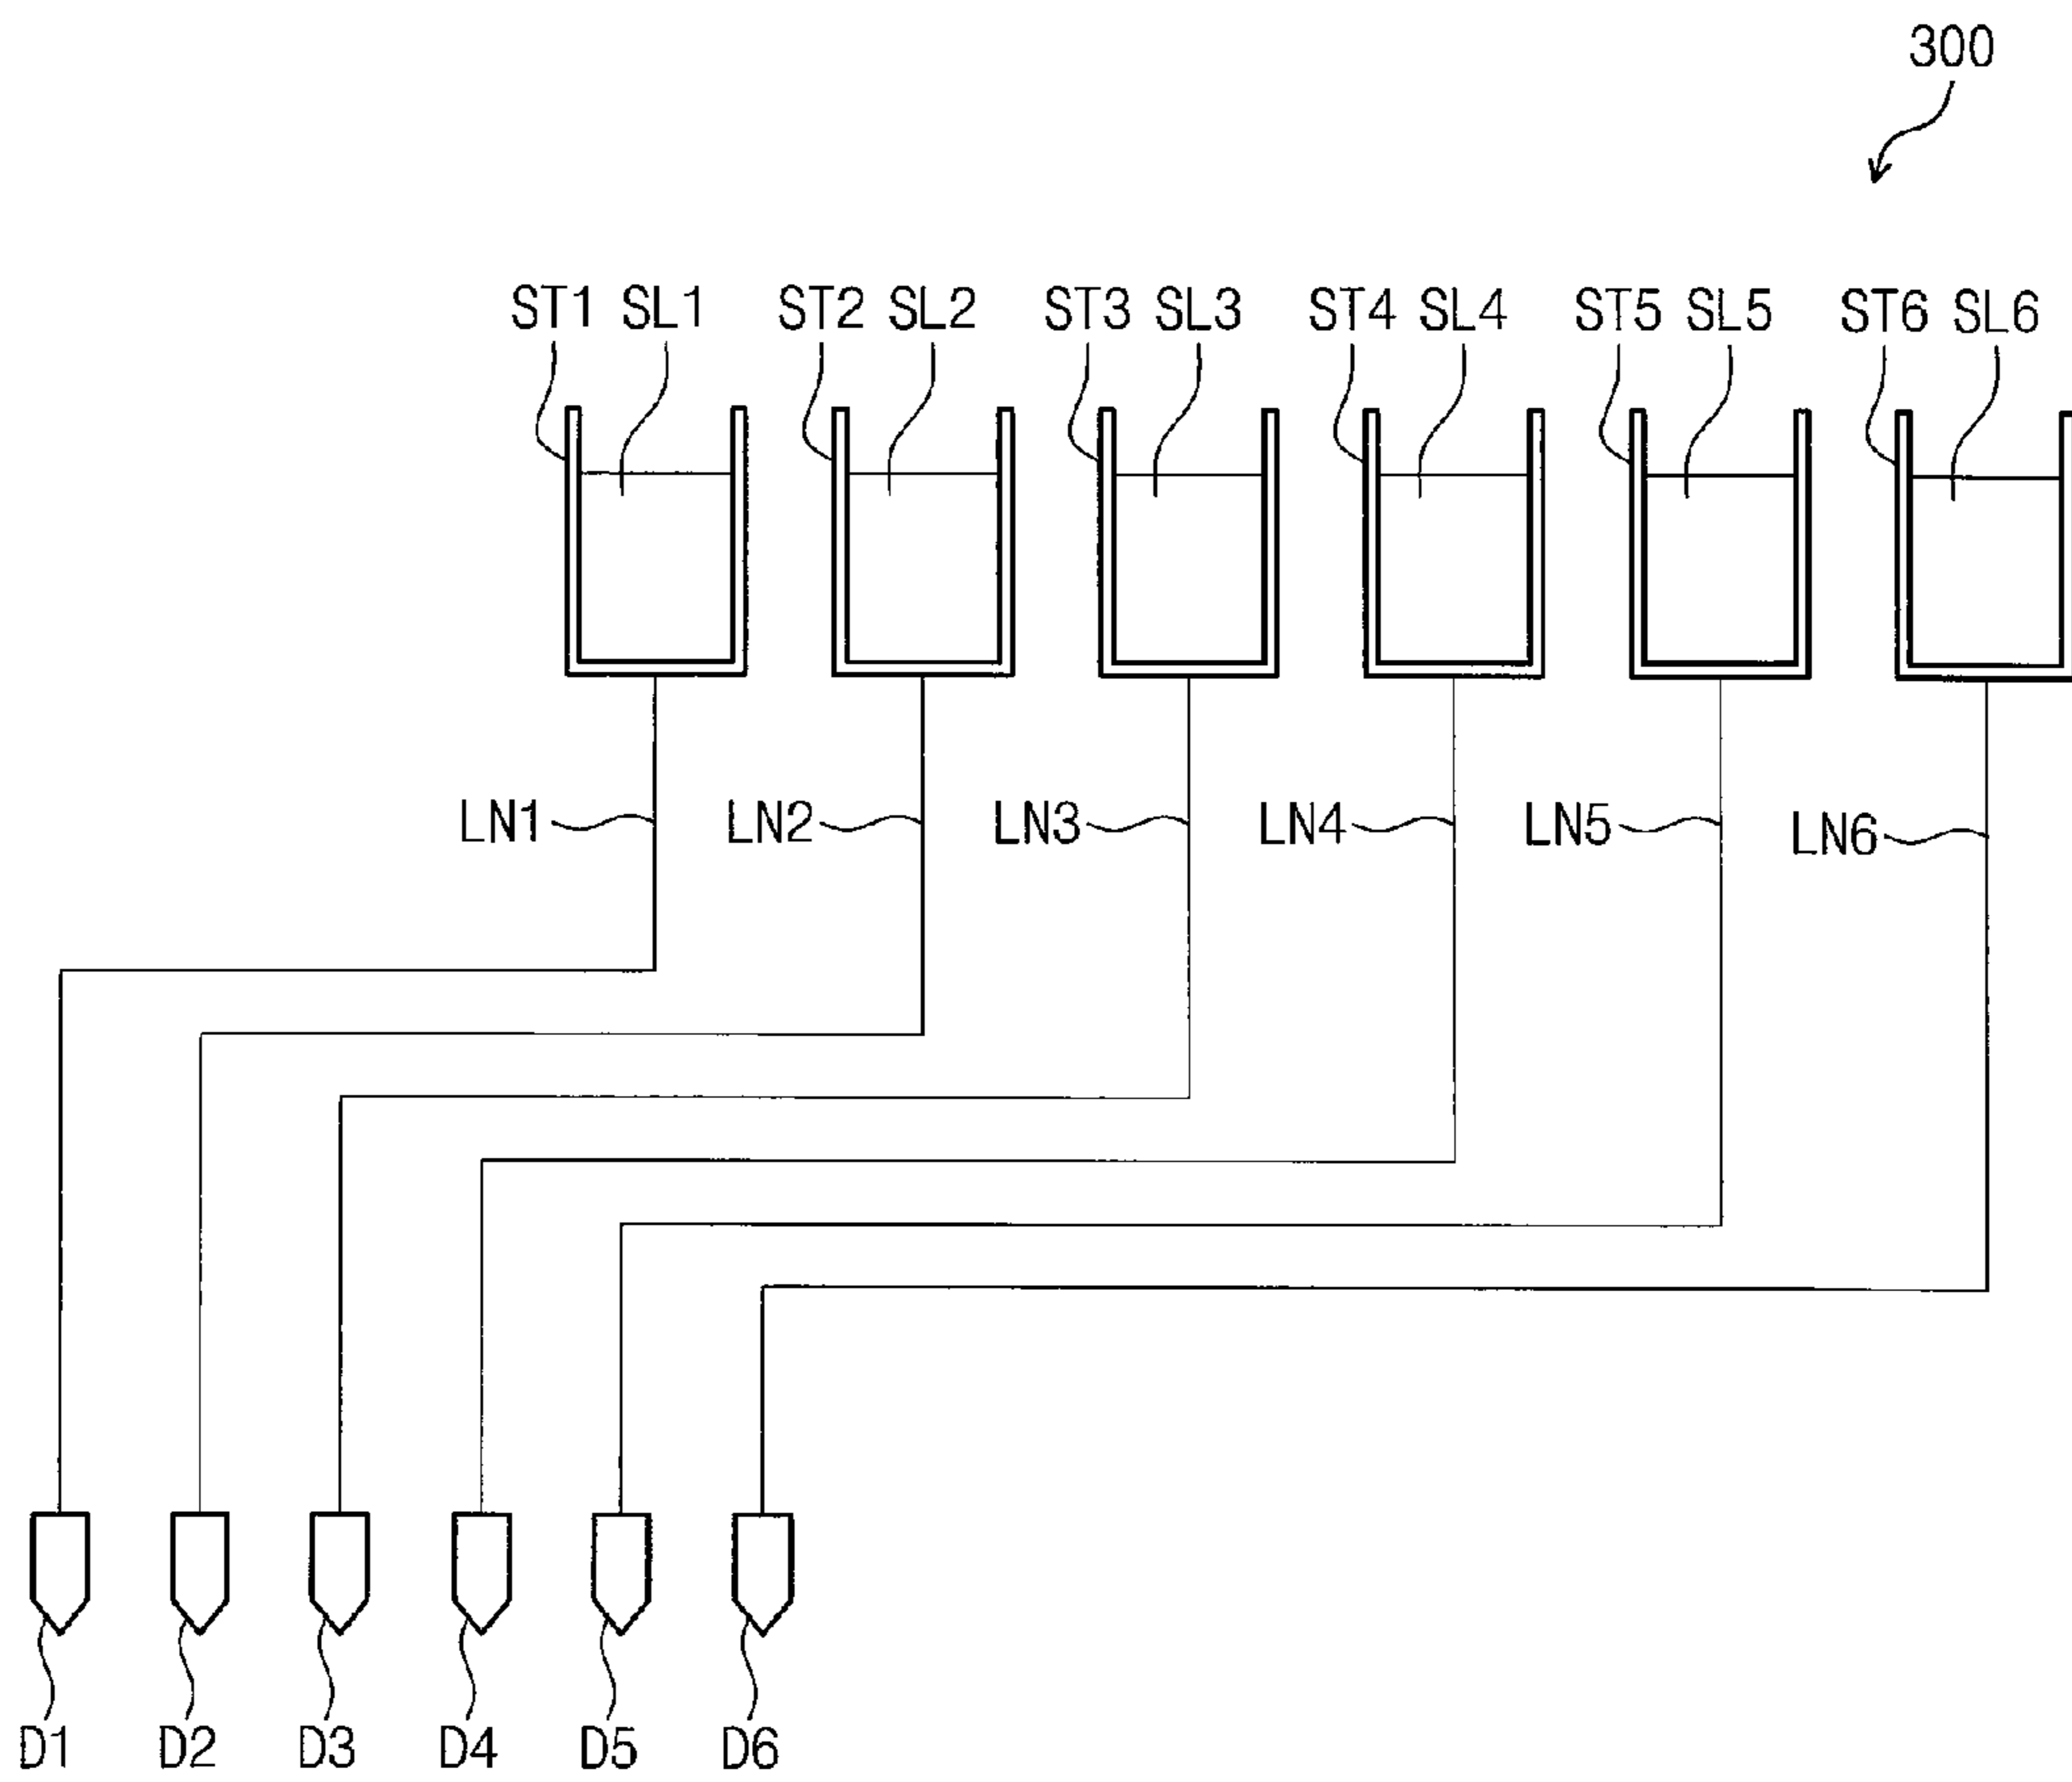 300
ST1 SL1 ST2 SL2 ST3 SL3 ST4 SL4 ST5 SL5 ST6 SL6
LN1 LN2 LN3 LN4 LN5 LN6
D1 D2 D3 D4 D5 D6